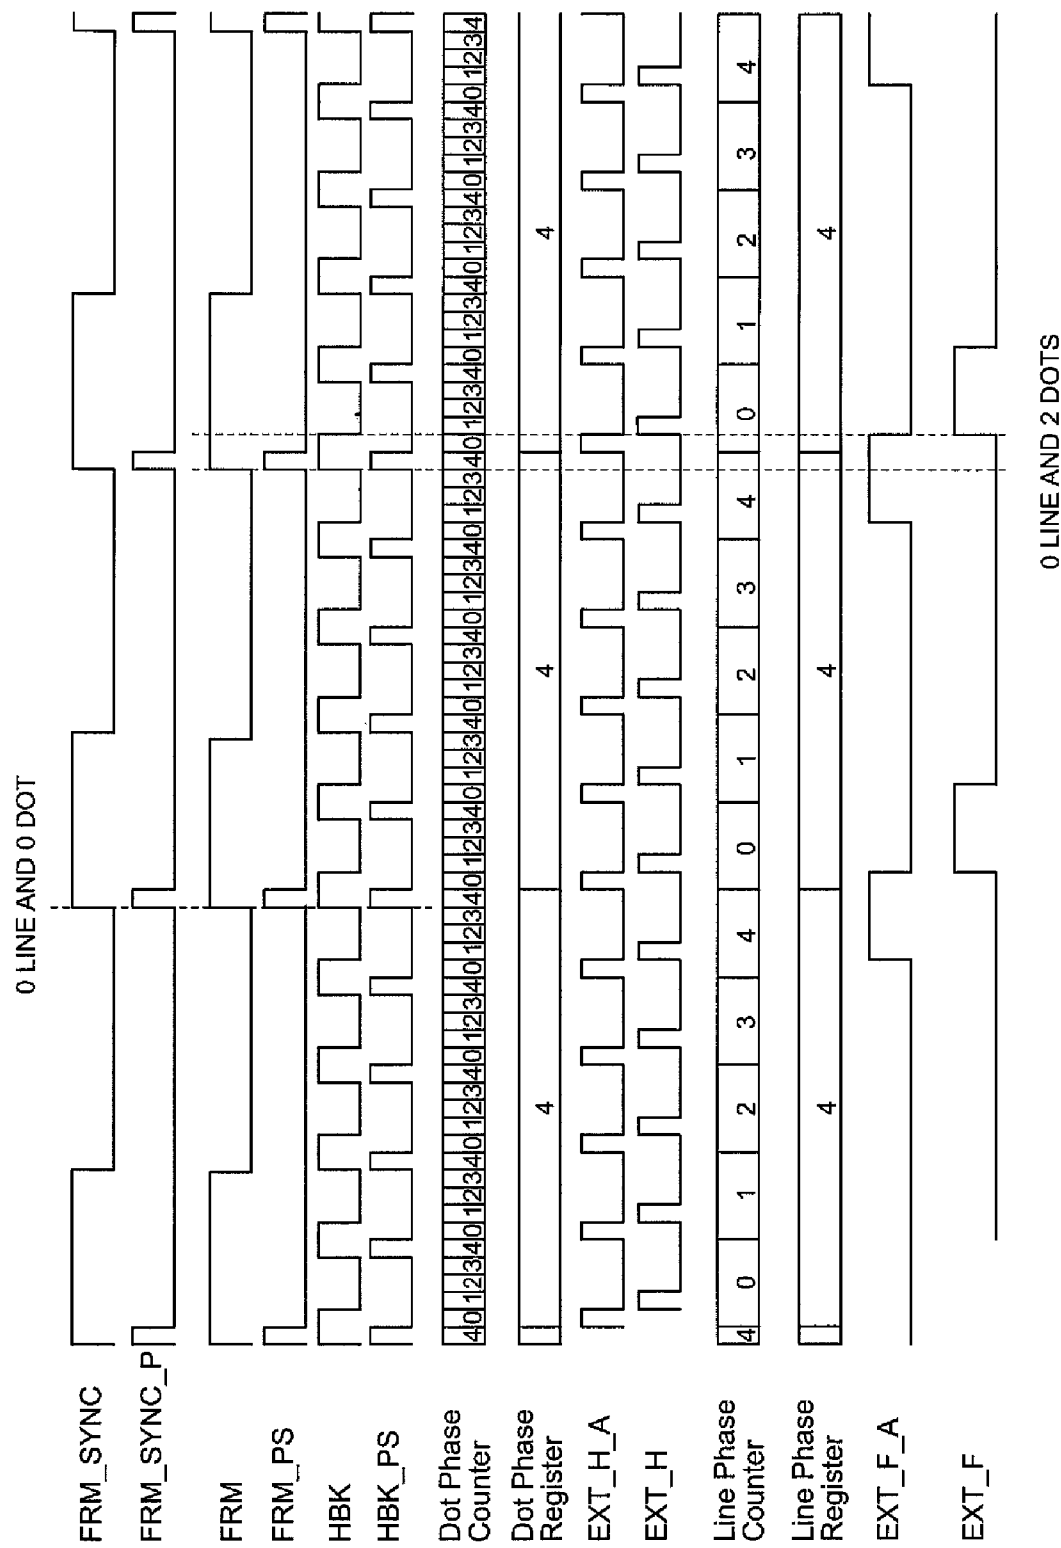 0 LINE AND 0 DOT
FRM_SYNC
FRM_SYNC_P
FRM
FRM_PS
HBK
HBK_PS
Dot Phase
Counter
4 0 1 2 3 4 0 1 2 3 4 0 1 2 3 4 0 1 2 3 4 0 1 2 3 4 0 1 2 3 4 0 1 2 3 4 0 1 2 3 4 0 1 2 3 4 0 1 2 3 4 0 1 2 3 4 0 1 2 3 4 0 1 2 3 4 0 1 2 3 4 0 1 2 3 4
Dot Phase
Register
4 4 4
EXT_H_A
EXT_H
Line Phase
Counter
4 0 1 2 3 4 0 1 2 3 4 0 1 2 3 4
Line Phase
Register
4 4 4
EXT_F_A
EXT_F
0 LINE AND 2 DOTS